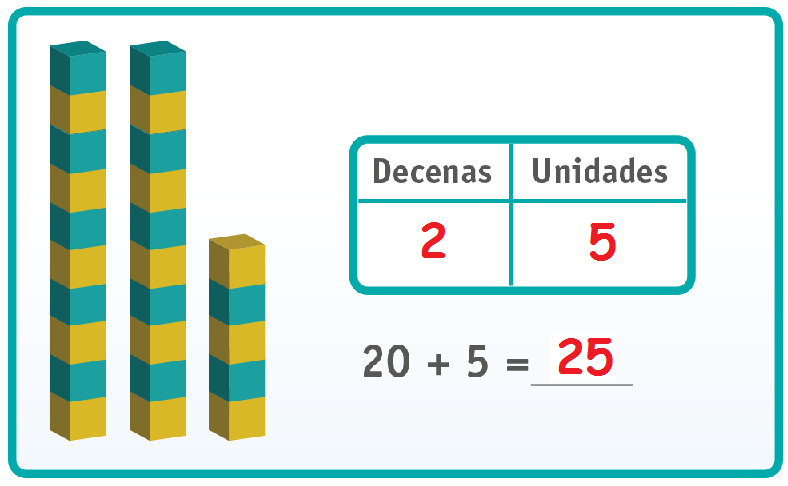 Decenas Unidades
2 5
20 + 5 = 25